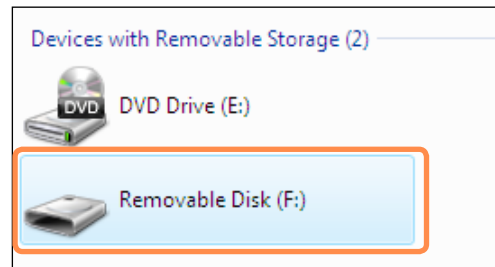 Devices with Removable Storage (2)
DVD
DVD Drive (E:)
Removable Disk (F:)